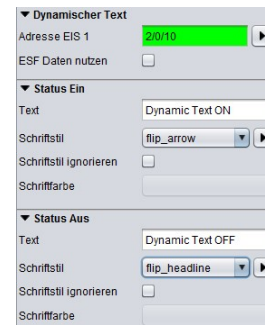 ▼ Dynamischer Text
Adresse EIS 1 2/0/10
ESF Daten nutzen
▼ Status Ein
Text Dynamic Text ON
Schriftstil flip_arrow
Schriftstil ignorieren
Schriftfarbe
▼ Status Aus
Text Dynamic Text OFF
Schriftstil flip_headline
Schriftstil ignorieren
Schriftfarbe